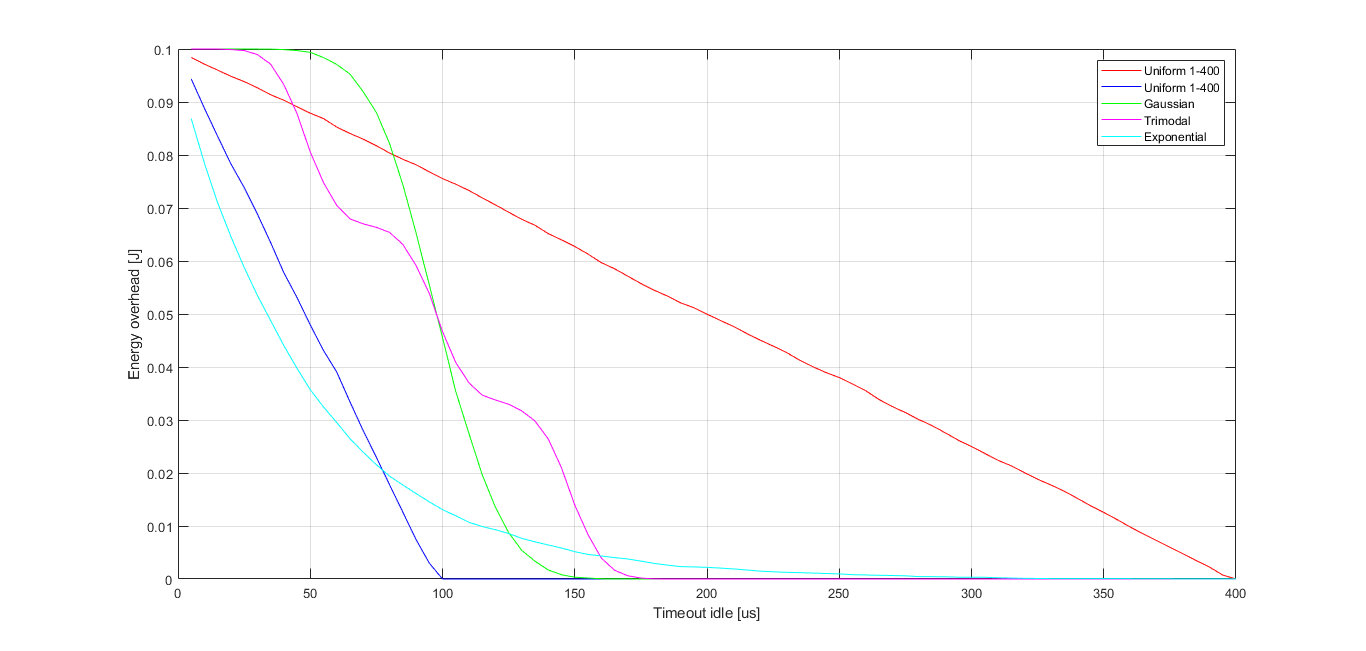 0.1
0.09
0.08
0.07
0.06
0.05
0.04
0.03
0.02
0.01
0
Energy overhead [J]
Uniform 1-400
Uniform 1-400
Gaussian
Trimodal
Exponential
0 50 100 150 200 250 300 350 400
Timeout idle [us]